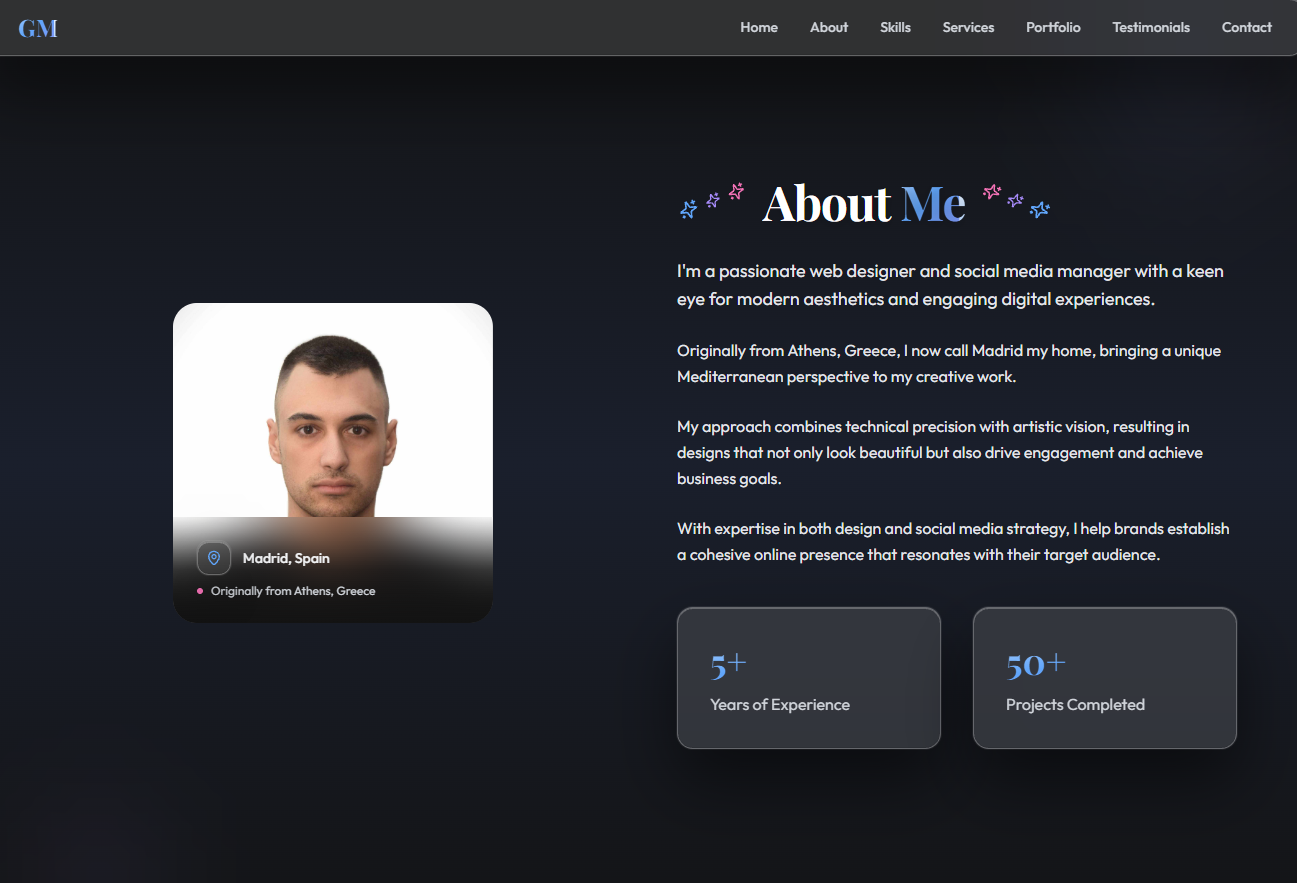 GM
Home
About
Skills
Services
Portfolio
Testimonials
Contact
About Me
I'm a passionate web designer and social media manager with a keen
eye for modern aesthetics and engaging digital experiences.
Originally from Athens, Greece, I now call Madrid my home, bringing a unique
Mediterranean perspective to my creative work.
My approach combines technical precision with artistic vision, resulting in
designs that not only look beautiful but also drive engagement and achieve
business goals.
With expertise in both design and social media strategy, I help brands establish
a cohesive online presence that resonates with their target audience.
Madrid, Spain
Originally from Athens, Greece
5+
Years of Experience
50+
Projects Completed